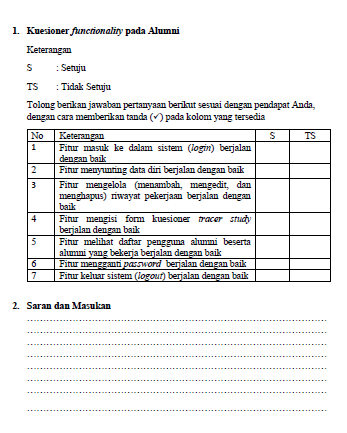 1. Kuesioner functionality pada Alumni
Keterangan
S : Setuju
TS : Tidak Setuju
Tolong berikan jawaban pertanyaan berikut sesuai dengan pendapat Anda,
dengan cara memberikan tanda (✓) pada kolom yang tersedia
No Keterangan S TS
1 Fitur masuk ke dalam sistem (login) berjalan
dengan baik
2 Fitur menyunting data diri berjalan dengan baik
3 Fitur mengelola (menambah, mengedit, dan
menghapus) riwayat pekerjaan berjalan dengan
baik
4 Fitur mengisi form kuesioner tracer study
berjalan dengan baik
5 Fitur melihat daftar pengguna alumni beserta
alumni yang bekerja berjalan dengan baik
6 Fitur mengganti password berjalan dengan baik
7 Fitur keluar sistem (logout) berjalan dengan baik
2. Saran dan Masukan